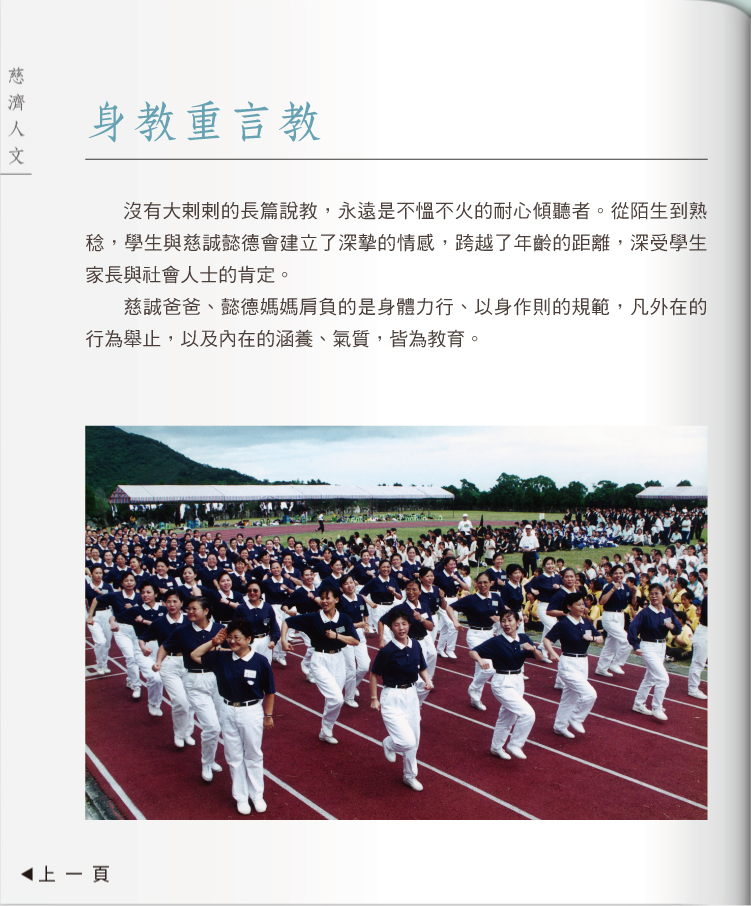 慈濟人文
身教重言教
沒有大剌剌的長篇說教，永遠是不慍不火的耐心傾聽者。從陌生到熟
稔，學生與慈誠懿德會建立了深摯的情感，跨越了年齡的距離，深受學生
家長與社會人士的肯定。
慈誠爸爸、懿德媽媽肩負的是身體力行、以身作則的規範，凡外在的
行為舉止，以及內在的涵養、氣質，皆為教育。
◀上一頁